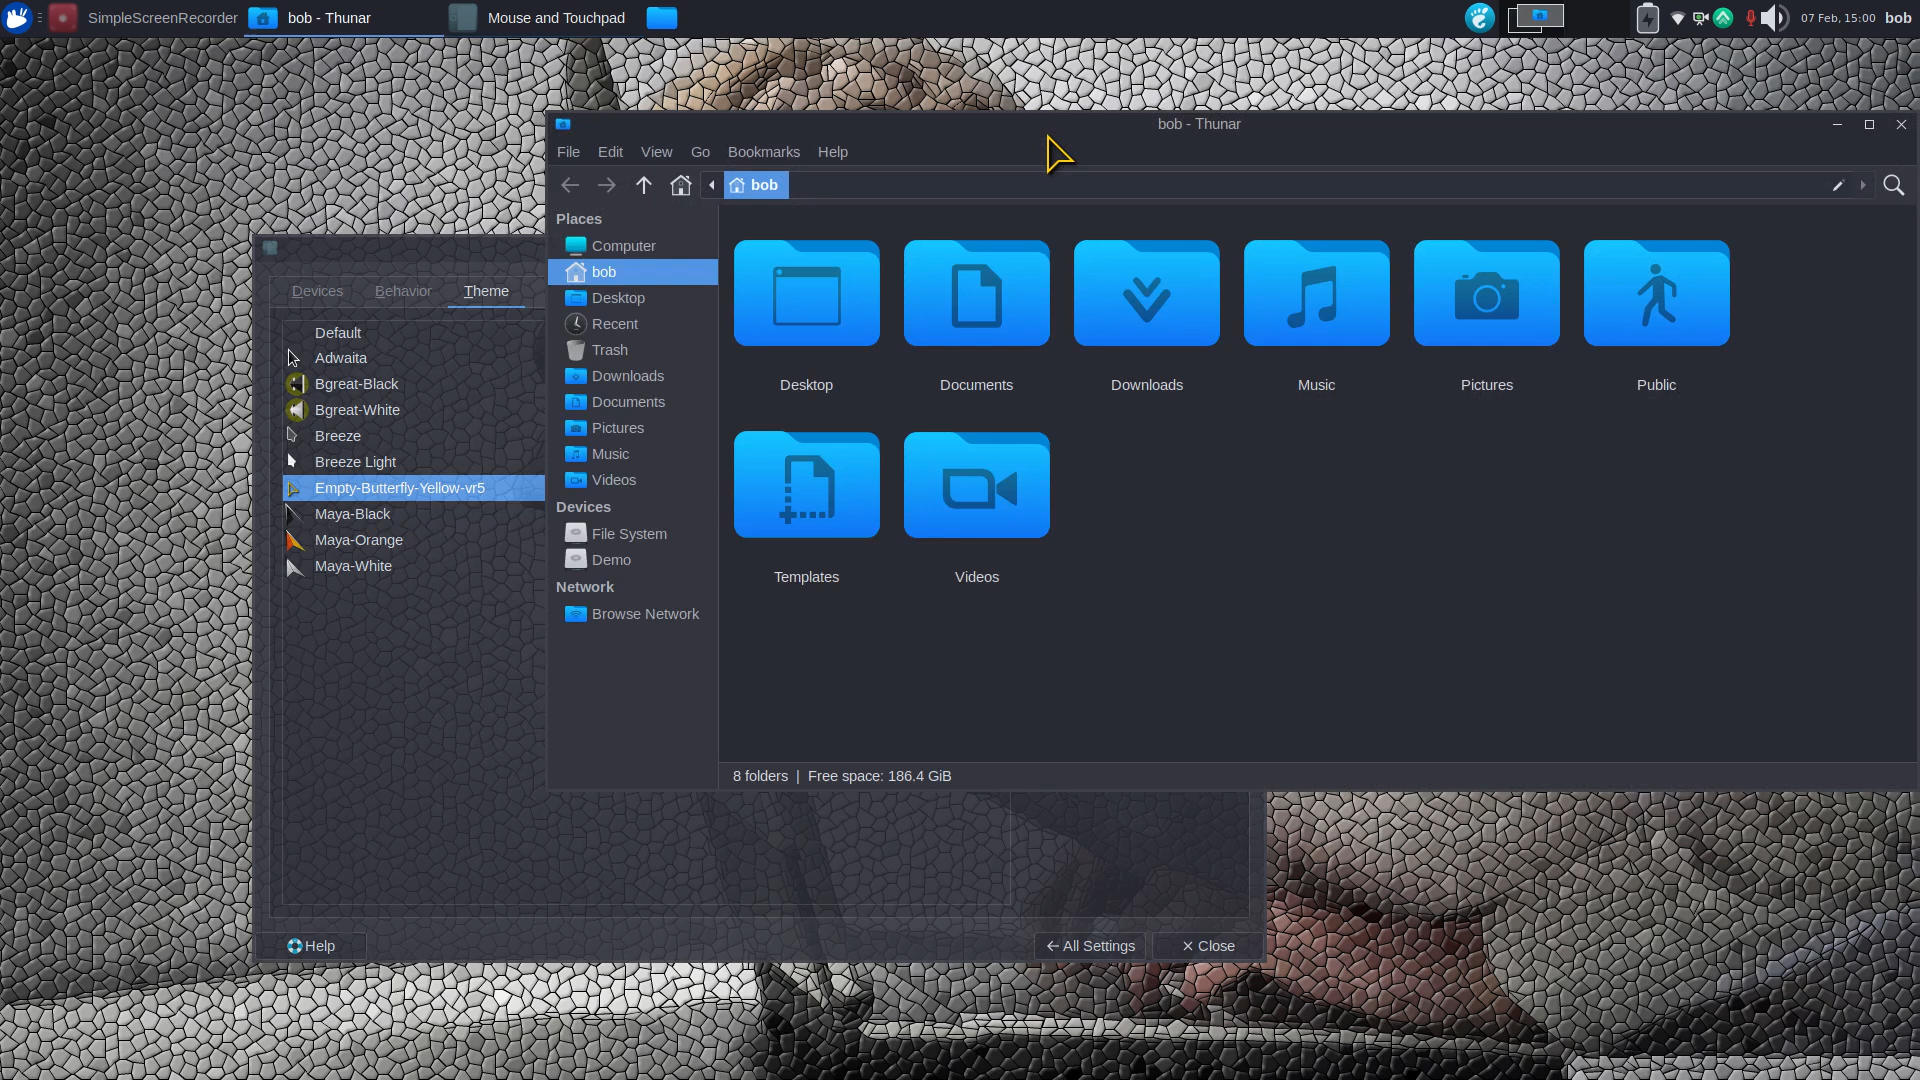 SimpleScreenRecorder
bob - Thunar
Mouse and Touchpad
07 Feb, 15:00
bob
bob - Thunar
File Edit View Go Bookmarks Help
bob
Places
Computer
bob
Desktop
Recent
Trash
Downloads
Documents
Pictures
Music
Videos
Devices
File System
Demo
Network
Browse Network
Desktop
Documents
Downloads
Music
Pictures
Public
Templates
Videos
8 folders | Free space: 186.4 GiB
Devices
Behavior
Theme
Default
Adwaita
Bgreat-Black
Bgreat-White
Breeze
Breeze Light
Empty-Butterfly-Yellow-vr5
Maya-Black
Maya-Orange
Maya-White
Help
All Settings
Close